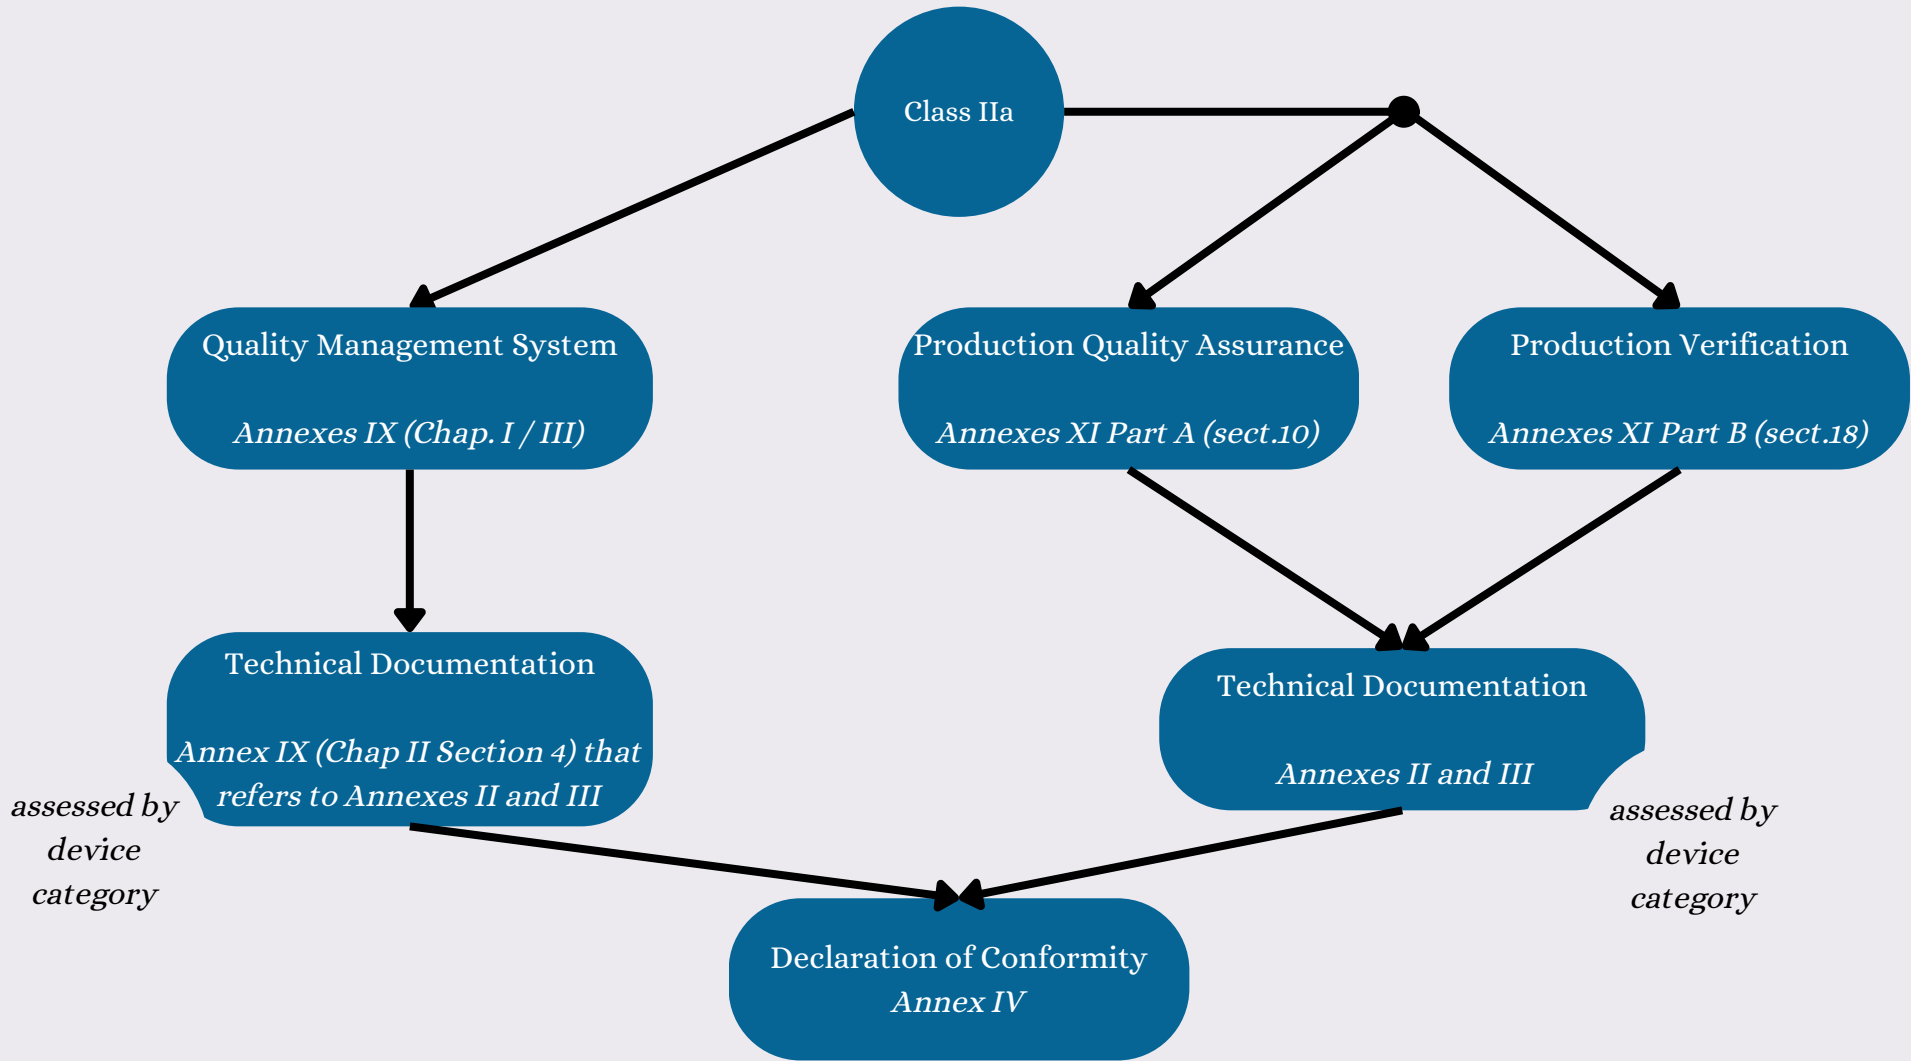 Class IIa
Quality Management System
Annexes IX (Chap. I / III)
Production Quality Assurance
Annexes XI Part A (sect.10)
Production Verification
Annexes XI Part B (sect.18)
Technical Documentation
Annex IX (Chap II Section 4) that
refers to Annexes II and III
assessed by
device
category
Technical Documentation
Annexes II and III
assessed by
device
category
Declaration of Conformity
Annex IV